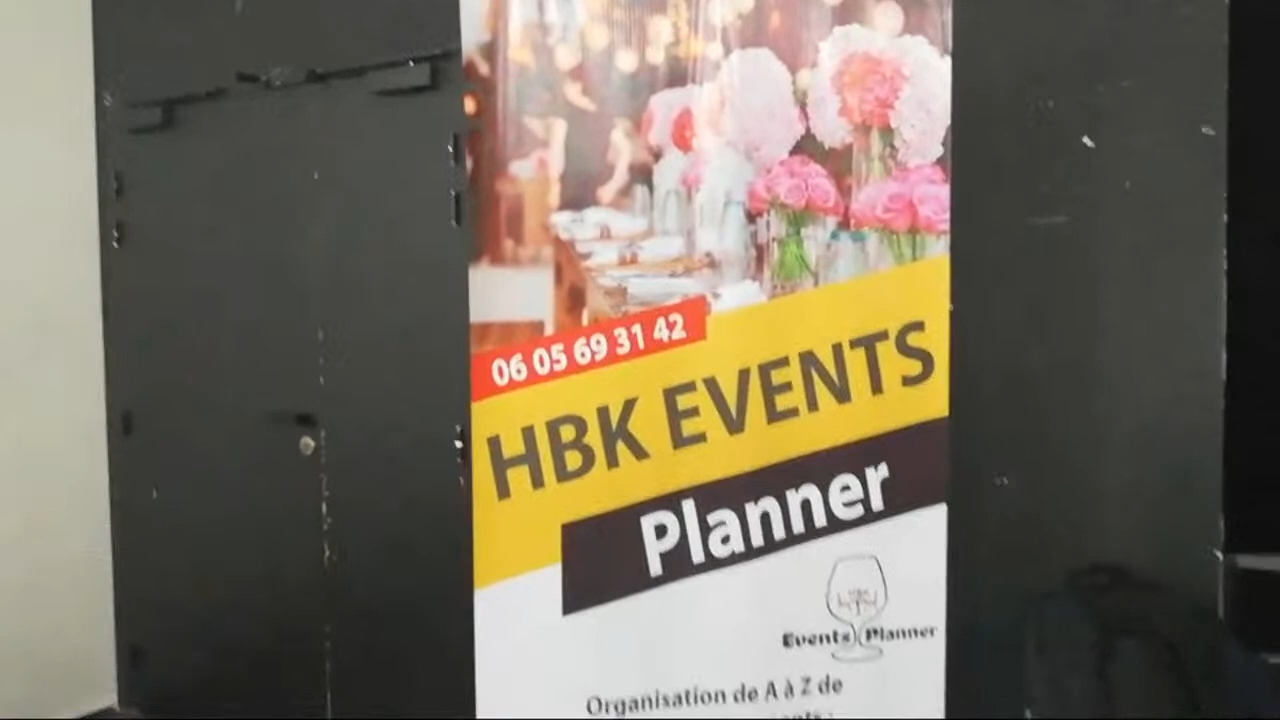 06 05 69 31 42
HBK EVENTS
Planner
Events Planner
Organisation de A à Z de